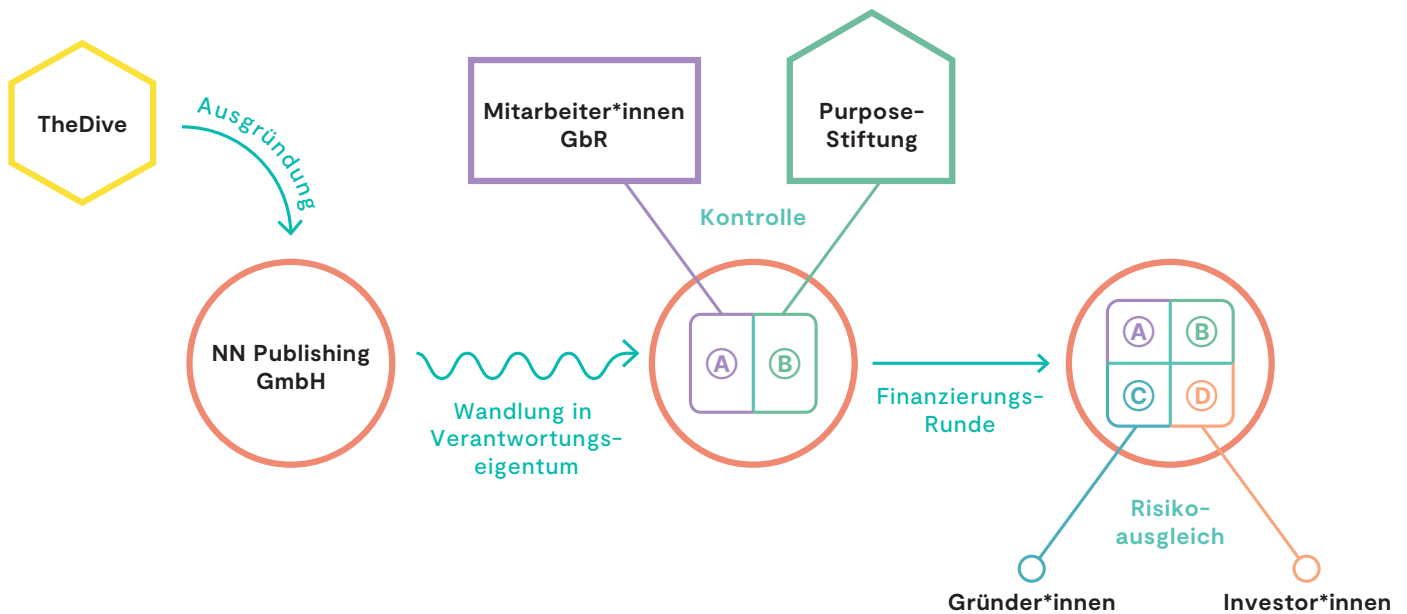 TheDive
Ausgründung
Mitarbeiter*innen
GbR
Purpose-
Stiftung
Kontrolle
NN Publishing
GmbH
Wandlung in
Verantwortungs-
eigentum
A
B
Finanzierungs-
Runde
A
B
C
D
Risiko-
ausgleich
Gründer*innen
Investor*innen